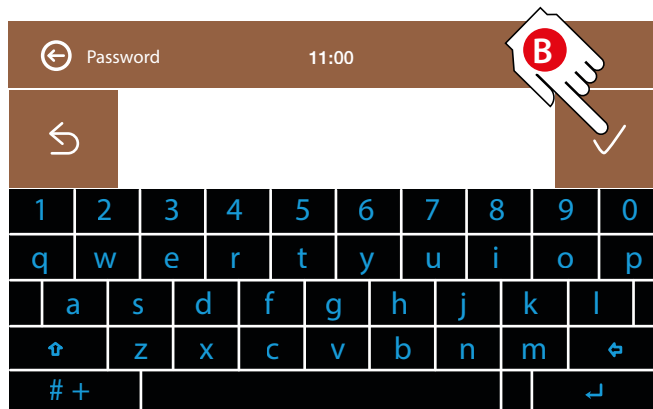 Password 11:00 B
1 2 3 4 5 6 7 8 9 0
q w e r t y u i o p
a s d f g h j k l
z x c v b n m
# +